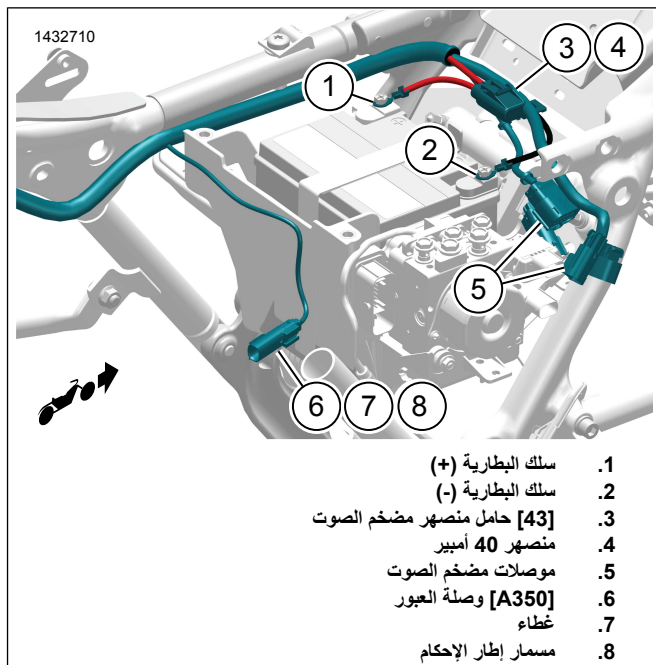 1432710
3 4
1
2
5
6 7 8
1. سلك البطارية (+)
2. سلك البطارية (-)
3. [43] حامل منصهر مضخم الصوت
4. منصهر 40 أمبير
5. موصلات مضخم الصوت
6. [A350] وصلة العبور
7. غطاء
8. مسمار إطار الإحكام